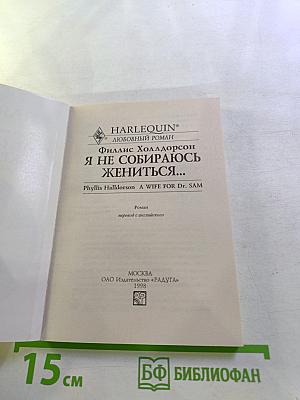 HARLEQUIN®
ЛЮБОВНЫЙ РОМАН
Филлис Холлдорсон
Я НЕ СОБИРАЮСЬ
ЖЕНИТЬСЯ...
Phyllis Halldorson A WIFE FOR Dr. SAM
Роман
перевод с английского
МОСКВА
ОАО Издательство «РАДУГА»
1998
15 см
БФ БИБЛИОФАН